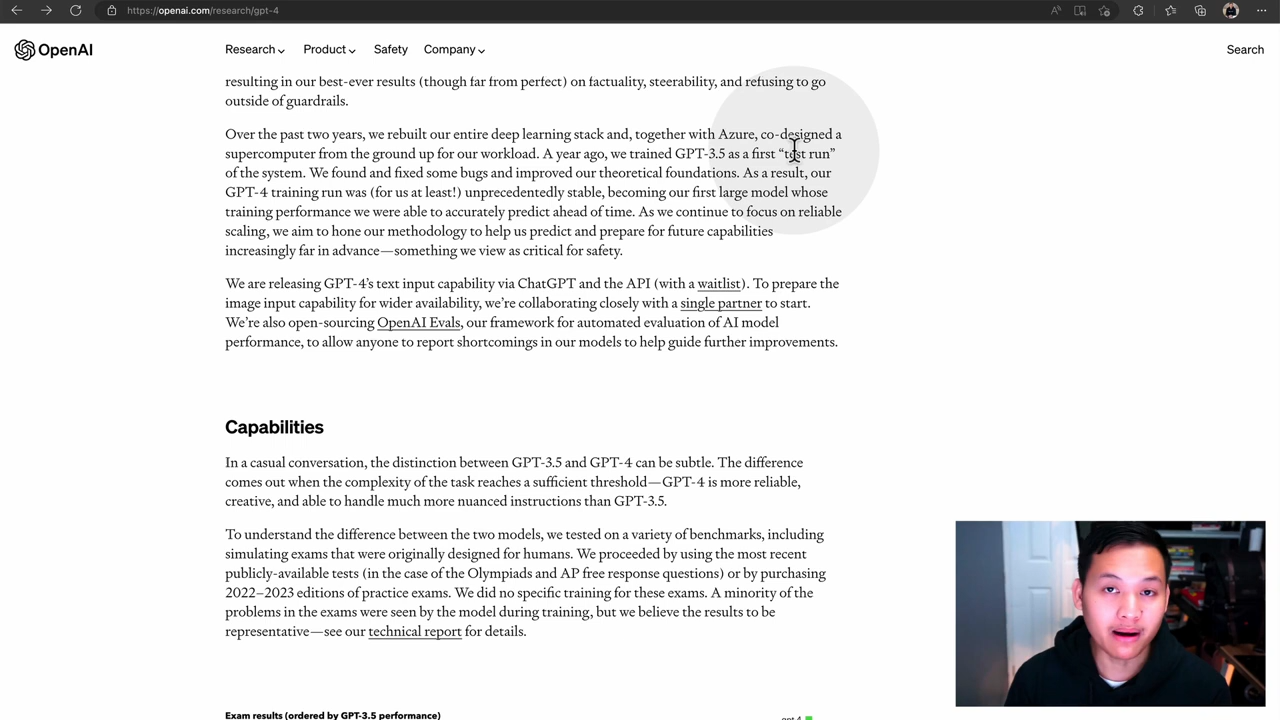 https://openai.com/research/gpt-4
OpenAI
Research
Product
Safety
Company
Search
resulting in our best-ever results (though far from perfect) on factuality, steerability, and refusing to go
outside of guardrails.
Over the past two years, we rebuilt our entire deep learning stack and, together with Azure, co-designed a
supercomputer from the ground up for our workload. A year ago, we trained GPT-3.5 as a first “test run”
of the system. We found and fixed some bugs and improved our theoretical foundations. As a result, our
GPT-4 training run was (for us at least!) unprecedentedly stable, becoming our first large model whose
training performance we were able to accurately predict ahead of time. As we continue to focus on reliable
scaling, we aim to hone our methodology to help us predict and prepare for future capabilities
increasingly far in advance—something we view as critical for safety.
We are releasing GPT-4’s text input capability via ChatGPT and the API (with a waitlist). To prepare the
image input capability for wider availability, we’re collaborating closely with a single partner to start.
We’re also open-sourcing OpenAI Evals, our framework for automated evaluation of AI model
performance, to allow anyone to report shortcomings in our models to help guide further improvements.
Capabilities
In a casual conversation, the distinction between GPT-3.5 and GPT-4 can be subtle. The difference
comes out when the complexity of the task reaches a sufficient threshold—GPT-4 is more reliable,
creative, and able to handle much more nuanced instructions than GPT-3.5.
To understand the difference between the two models, we tested on a variety of benchmarks, including
simulating exams that were originally designed for humans. We proceeded by using the most recent
publicly-available tests (in the case of the Olympiads and AP free response questions) or by purchasing
2022–2023 editions of practice exams. We did no specific training for these exams. A minority of the
problems in the exams were seen by the model during training, but we believe the results to be
representative—see our technical report for details.
Exam results (ordered by GPT-3.5 performance)
gpt-4